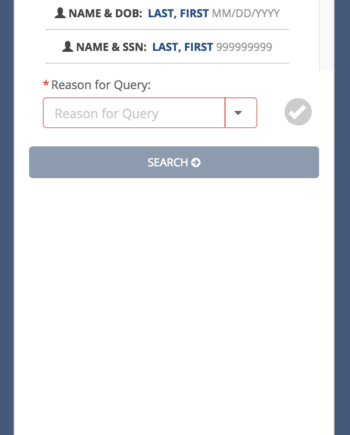 NAME & DOB: LAST, FIRST MM/DD/YYYY
NAME & SSN: LAST, FIRST 999999999
* Reason for Query:
Reason for Query
SEARCH